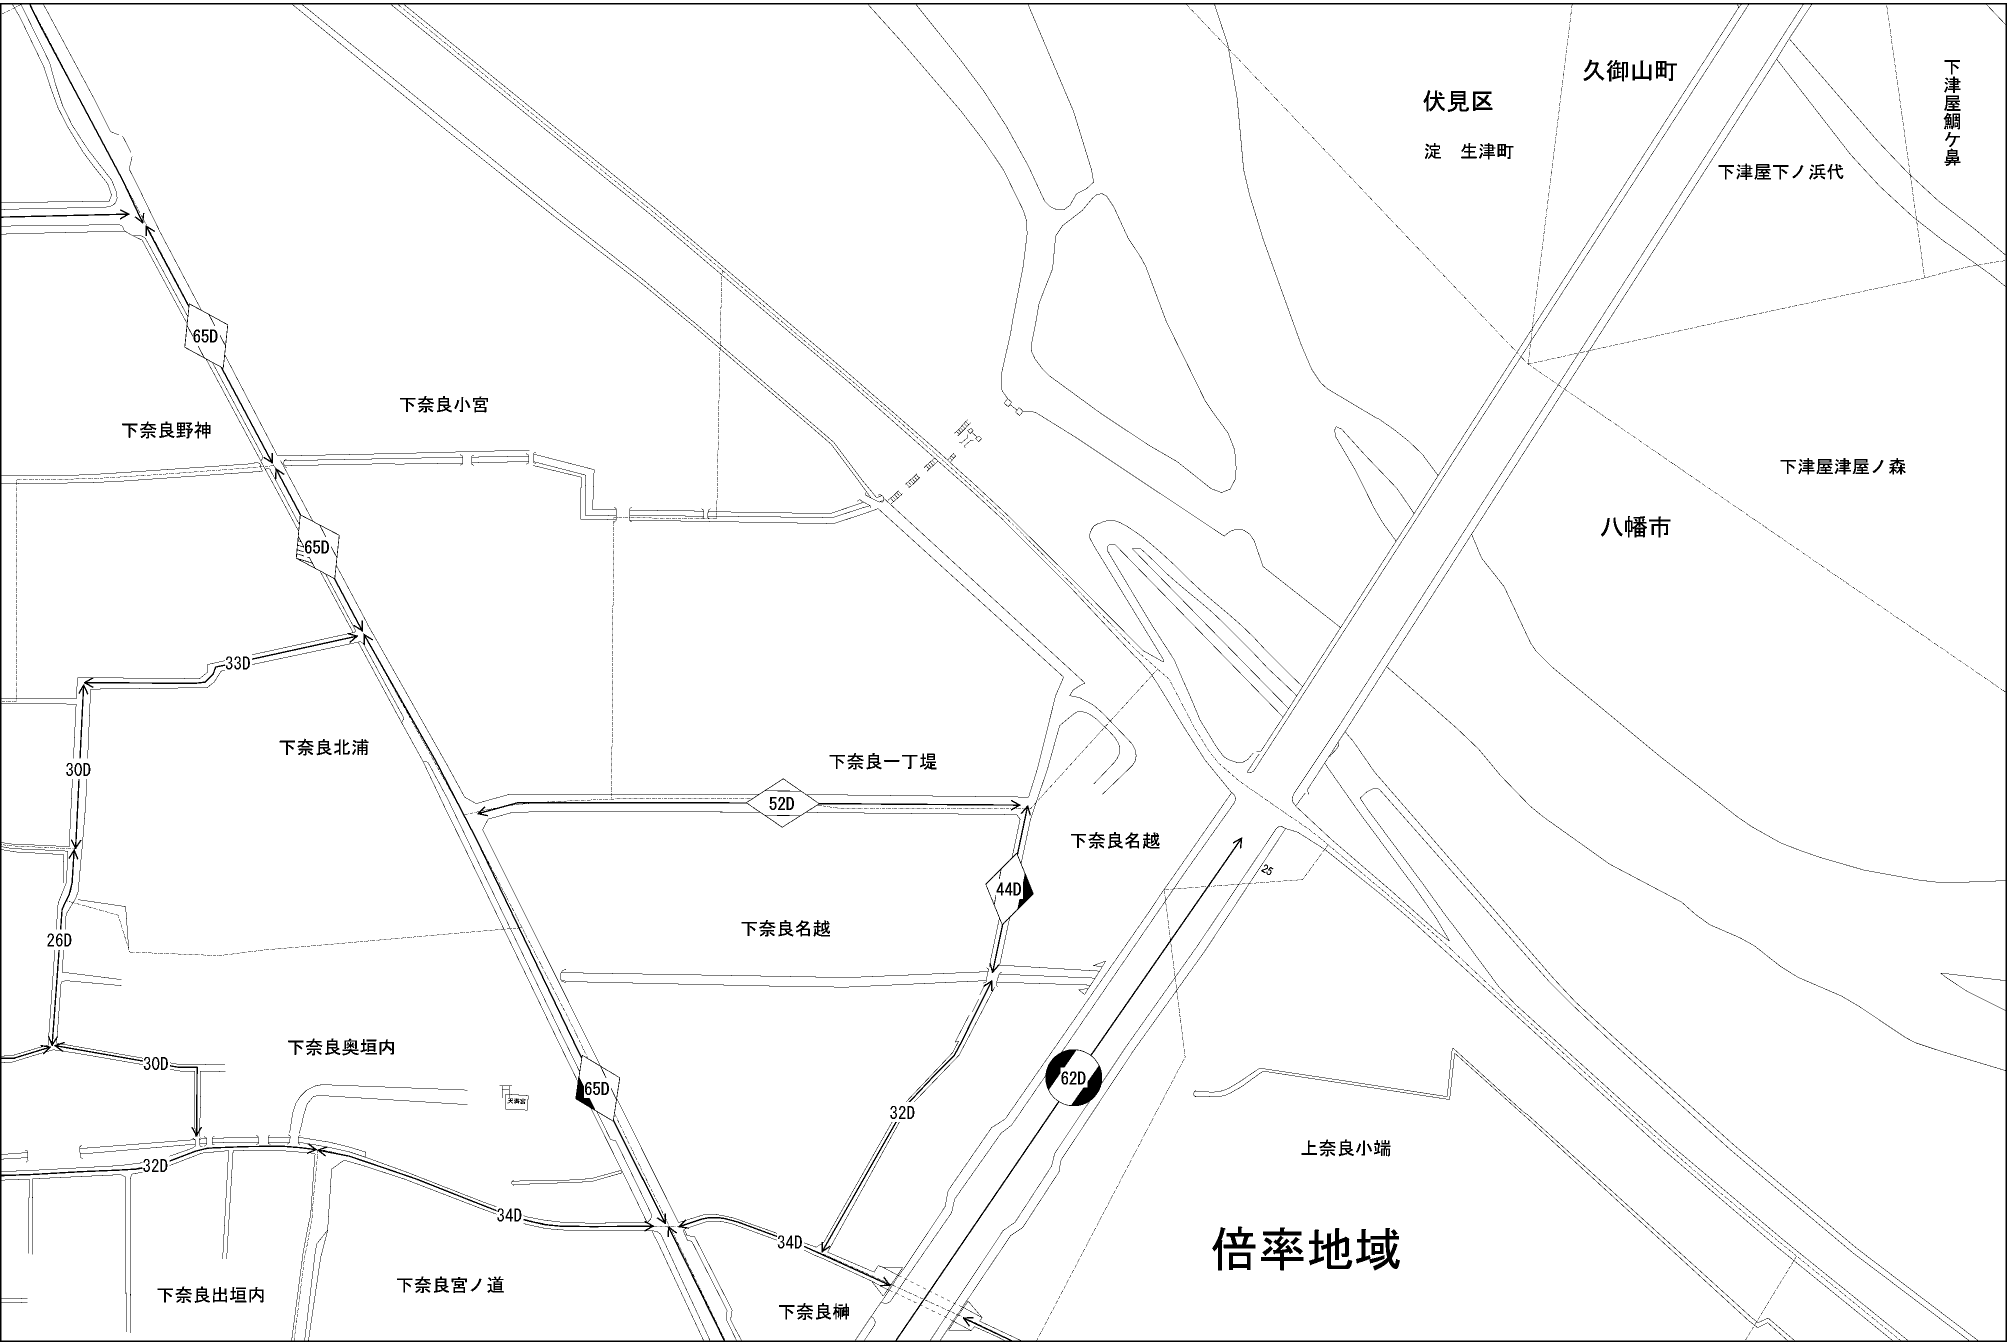 久御山町
伏見区
淀　生津町
下津屋鯛ケ鼻
下津屋下ノ浜代
65D
下奈良小宮
下奈良野神
下津屋津屋ノ森
八幡市
65D
33D
下奈良北浦
30D
下奈良一丁堤
52D
下奈良名越
25
44D
下奈良名越
26D
下奈良奥垣内
30D
62D
65D
天満宮
32D
上奈良小端
32D
34D
34D
倍率地域
下奈良宮ノ道
下奈良出垣内
下奈良榊